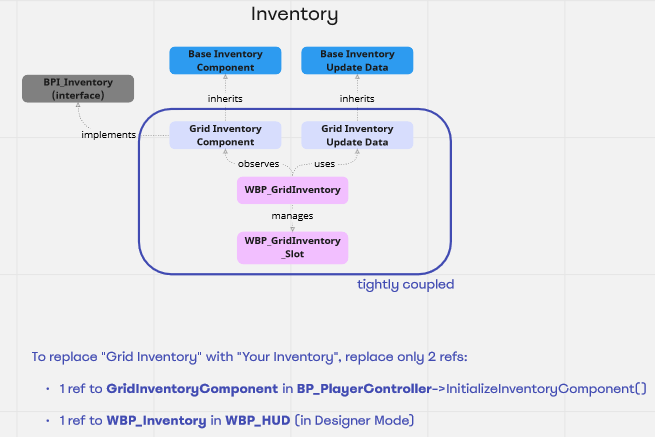 Inventory
Base Inventory
Component
Base Inventory
Update Data
BPI_Inventory
(interface)
inherits
inherits
implements
Grid Inventory
Component
Grid Inventory
Update Data
observes
uses
WBP_GridInventory
manages
WBP_GridInventory
_Slot
tightly coupled
To replace "Grid Inventory" with "Your Inventory", replace only 2 refs:
• 1 ref to GridInventoryComponent in BP_PlayerController->InitializeInventoryComponent()
• 1 ref to WBP_Inventory in WBP_HUD (in Designer Mode)